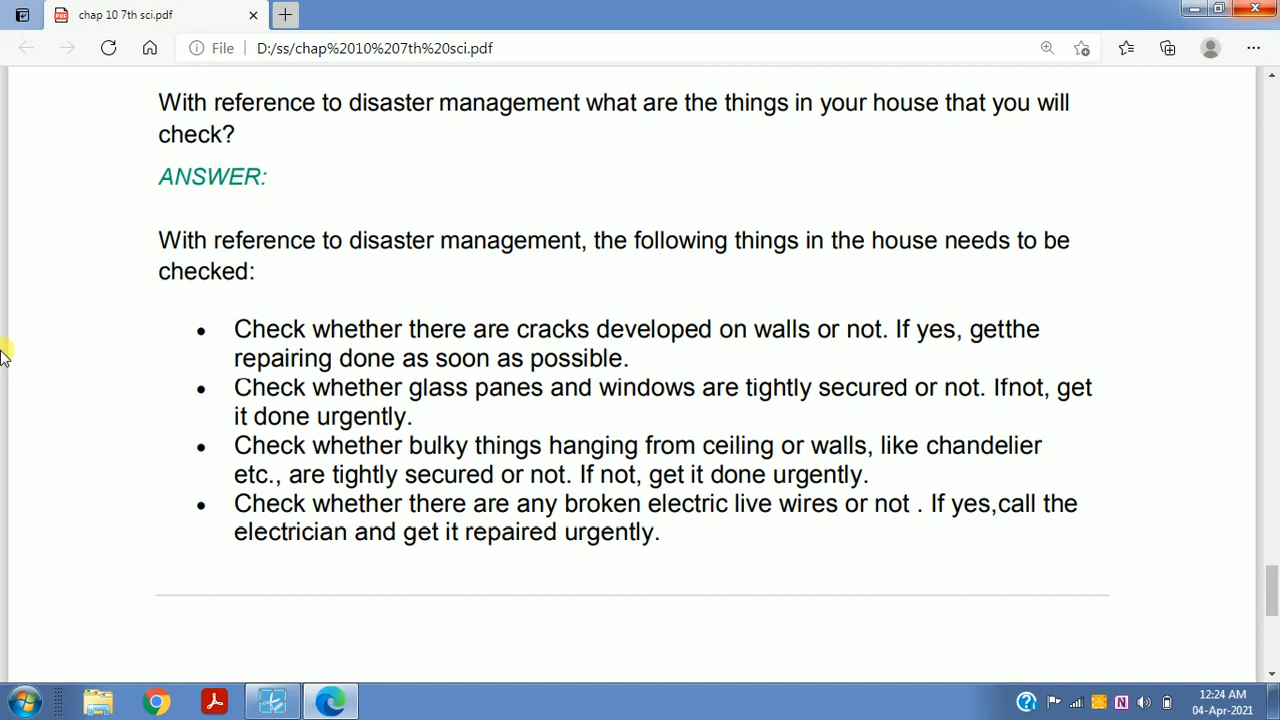 chap 10 7th sci.pdf
File
D:/ss/chap%2010%207th%20sci.pdf
With reference to disaster management what are the things in your house that you will
check?
ANSWER:
With reference to disaster management, the following things in the house needs to be
checked:
• Check whether there are cracks developed on walls or not. If yes, getthe
repairing done as soon as possible.
• Check whether glass panes and windows are tightly secured or not. Ifnot, get
it done urgently.
• Check whether bulky things hanging from ceiling or walls, like chandelier
etc., are tightly secured or not. If not, get it done urgently.
• Check whether there are any broken electric live wires or not . If yes,call the
electrician and get it repaired urgently.
12:24 AM
04-Apr-2021